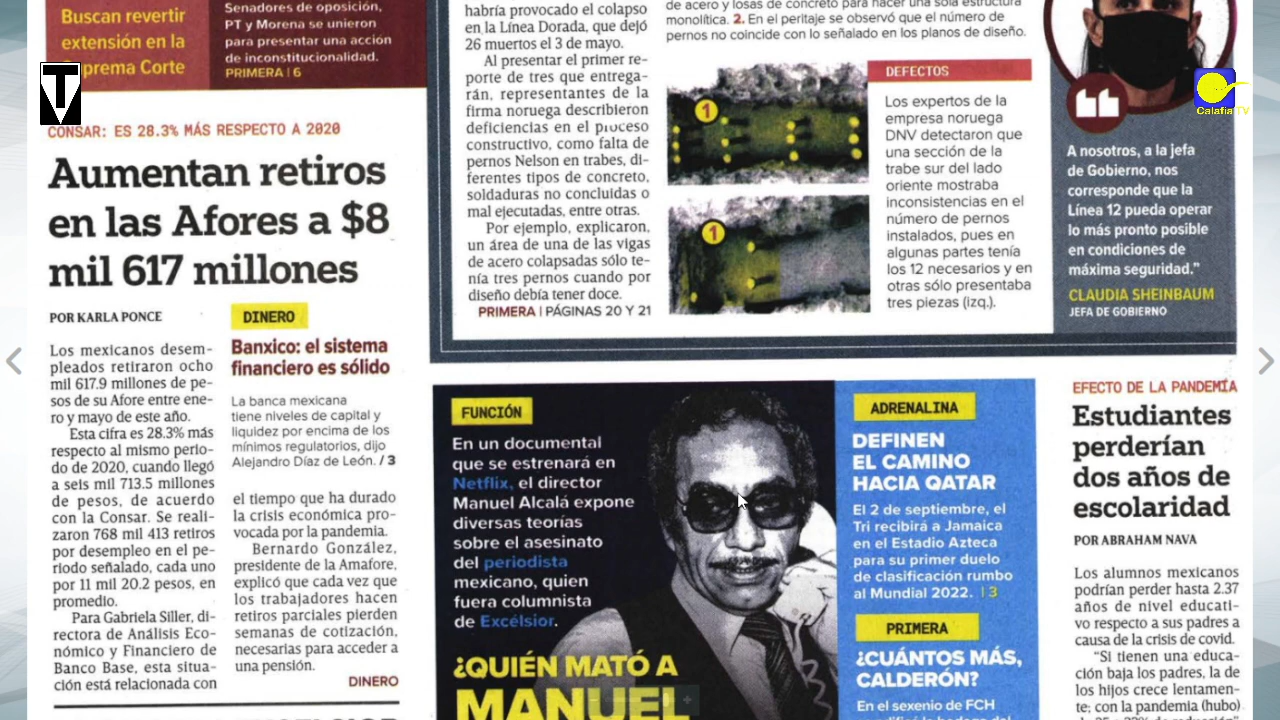 Buscan revertir
extensión en la
Suprema Corte
Senadores de oposición,
PT y Morena se unieron
para presentar una acción
de inconstitucionalidad.
PRIMERA | 6
CONSAR: ES 28.3% MÁS RESPECTO A 2020
Aumentan retiros
en las Afores a $8
mil 617 millones
POR KARLA PONCE
Los mexicanos desem-
pleados retiraron ocho
mil 617.9 millones de pe-
sos de su Afore entre ene-
ro y mayo de este año.
Esta cifra es 28.3% más
respecto al mismo perio-
do de 2020, cuando llegó
a seis mil 713.5 millones
de pesos, de acuerdo
con la Consar. Se reali-
zaron 768 mil 413 retiros
por desempleo en el pe-
riodo señalado, cada uno
por 11 mil 20.2 pesos, en
promedio.
Para Gabriela Siller, di-
rectora de Análisis Eco-
nómico y Financiero de
Banco Base, esta situa-
ción está relacionada con
DINERO
Banxico: el sistema
financiero es sólido
La banca mexicana
tiene niveles de capital y
liquidez por encima de los
mínimos regulatorios, dijo
Alejandro Díaz de León. / 3
el tiempo que ha durado
la crisis económica pro-
vocada por la pandemia.
Bernardo González,
presidente de la Amafore,
explicó que cada vez que
los trabajadores hacen
retiros parciales pierden
semanas de cotización,
necesarias para acceder a
una pensión.
DINERO
habría provocado el colapso
en la Línea Dorada, que dejó
26 muertos el 3 de mayo.
Al presentar el primer re-
porte de tres que entrega-
rán, representantes de la
firma noruega describieron
deficiencias en el proceso
constructivo, como falta de
pernos Nelson en trabes, di-
ferentes tipos de concreto,
soldaduras no concluidas o
mal ejecutadas, entre otras.
Por ejemplo, explicaron,
un área de una de las vigas
de acero colapsadas sólo te-
nía tres pernos cuando por
diseño debía tener doce.
PRIMERA | PÁGINAS 20 Y 21
de acero y losas de concreto para hacer una sola estructura
monolítica. 2. En el peritaje se observó que el número de
pernos no coincide con lo señalado en los planos de diseño.
1
1
DEFECTOS
Los expertos de la
empresa noruega
DNV detectaron que
una sección de la
trabe sur del lado
oriente mostraba
inconsistencias en el
número de pernos
instalados, pues en
algunas partes tenía
los 12 necesarios y en
otras sólo presentaba
tres piezas (izq.).
Calafia TV
A nosotros, a la jefa
de Gobierno, nos
corresponde que la
Línea 12 pueda operar
lo más pronto posible
en condiciones de
máxima seguridad."
CLAUDIA SHEINBAUM
JEFA DE GOBIERNO
FUNCIÓN
En un documental
que se estrenará en
Netflix, el director
Manuel Alcalá expone
diversas teorías
sobre el asesinato
del periodista
mexicano, quien
fuera columnista
de Excélsior.
¿QUIÉN MATÓ A
MANUEL
ADRENALINA
DEFINEN
EL CAMINO
HACIA QATAR
El 2 de septiembre, el
Tri recibirá a Jamaica
en el Estadio Azteca
para su primer duelo
de clasificación rumbo
al Mundial 2022. | 3
PRIMERA
¿CUÁNTOS MÁS,
CALDERÓN?
En el sexenio de FCH
EFECTO DE LA PANDEMIA
Estudiantes
perderían
dos años de
escolaridad
POR ABRAHAM NAVA
Los alumnos mexicanos
podrían perder hasta 2.37
años de nivel educati-
vo respecto a sus padres a
causa de la crisis de covid.
"Si tienen una educa-
ción baja los padres, la de
los hijos crece lentamen-
te; con la pandemia (hubo)